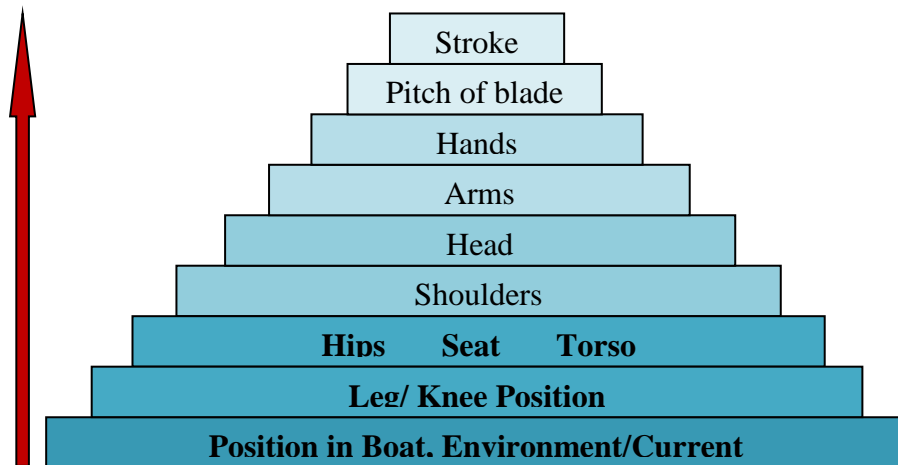 Stroke
Pitch of blade
Hands
Arms
Head
Shoulders
Hips Seat Torso
Leg/ Knee Position
Position in Boat, Environment/Current